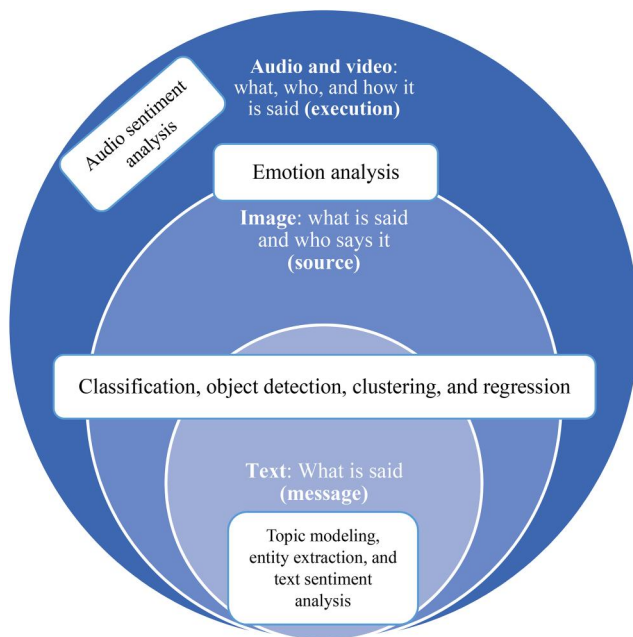 Audio and video:
what, who, and how it
is said (execution)
Audio sentiment
analysis
Emotion analysis
Image: what is said
and who says it
(source)
Classification, object detection, clustering, and regression
Text: What is said
(message)
Topic modeling,
entity extraction, and
text sentiment
analysis